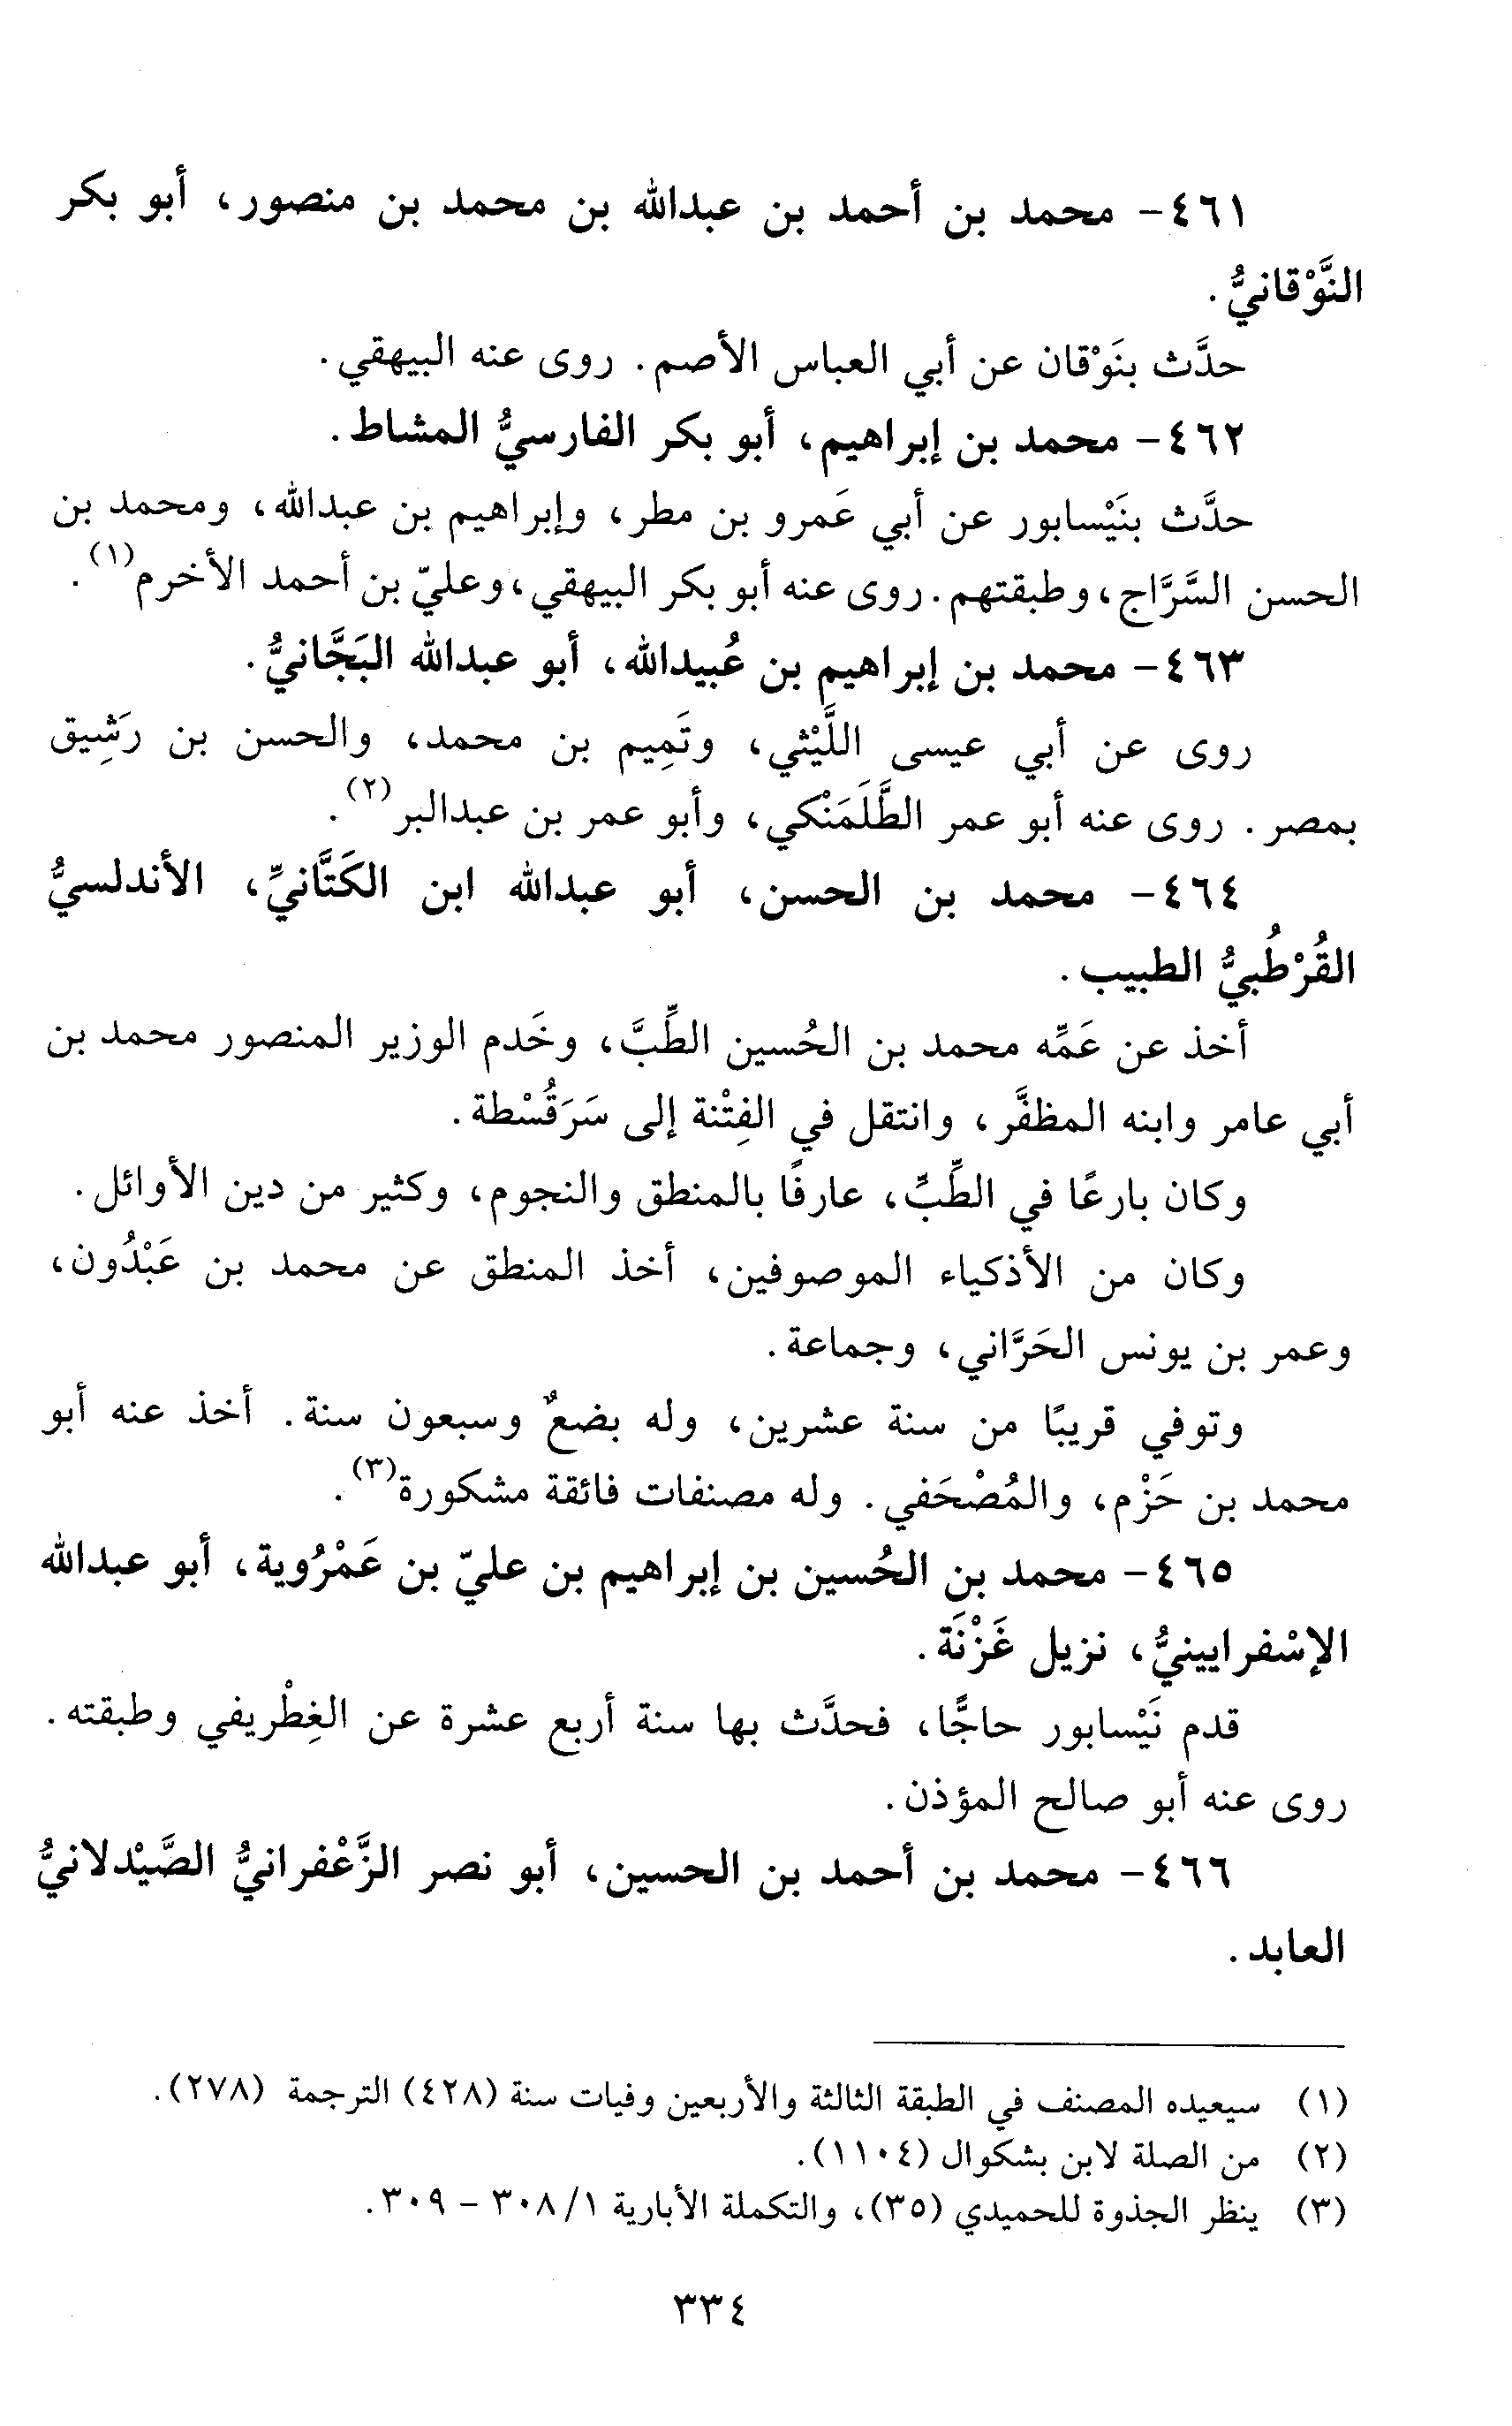 ٤٦١- محمد بن أحمد بن عبدالله بن محمد بن منصور، أبو بكر
النَّوْقانيُّ.
حدَّث بنَوْقان عن أبي العباس الأصم. روى عنه البيهقي.
٤٦٢- محمد بن إبراهيم، أبو بكر الفارسيُّ المشاط.
حدَّث بنَيْسابور عن أبي عَمرو بن مطر، وإبراهيم بن عبدالله، ومحمد بن
الحسن السَّرَّاج، وطبقتهم. روى عنه أبو بكر البيهقي، وعليّ بن أحمد الأخرم(١).
٤٦٣- محمد بن إبراهيم بن عُبيدالله، أبو عبدالله البَجَّانيُّ.
روى عن أبي عيسى اللَّيْثي، وتَمِيم بن محمد، والحسن بن رَشِيق
بمصر. روى عنه أبو عمر الطَّلَمَنْكي، وأبو عمر بن عبدالبر(٢).
٤٦٤- محمد بن الحسن، أبو عبدالله ابن الكَتَّانيِّ، الأندلسيُّ
القُرْطُبيُّ الطبيب.
أخذ عن عَمِّه محمد بن الحُسين الطِّبَّ، وخَدم الوزير المنصور محمد بن
أبي عامر وابنه المظفَّر، وانتقل في الفِتْنة إلى سَرَقُسْطة.
وكان بارعًا في الطِّبِّ، عارفًا بالمنطق والنجوم، وكثير من دين الأوائل.
وكان من الأذكياء الموصوفين، أخذ المنطق عن محمد بن عَبْدُون،
وعمر بن يونس الحَرَّاني، وجماعة.
وتوفي قريبًا من سنة عشرين، وله بضعٌ وسبعون سنة. أخذ عنه أبو
محمد بن حَزْم، والمُصْحَفي. وله مصنفات فائقة مشكورة(٣).
٤٦٥- محمد بن الحُسين بن إبراهيم بن عليّ بن عَمْرُوية، أبو عبدالله
الإسْفرايينيُّ، نزيل غَزْنَة.
قدم نَيْسابور حاجًّا، فحدَّث بها سنة أربع عشرة عن الغِطْريفي وطبقته.
روى عنه أبو صالح المؤذن.
٤٦٦- محمد بن أحمد بن الحسين، أبو نصر الزَّعْفرانيُّ الصَّيْدلانيُّ
العابد.
(١) سيعيده المصنف في الطبقة الثالثة والأربعين وفيات سنة (٤٢٨) الترجمة (٢٧٨).
(٢) من الصلة لابن بشكوال (١١٠٤).
(٣) ينظر الجذوة للحميدي (٣٥)، والتكملة الأبارية ١/ ٣٠٨ - ٣٠٩.
٣٣٤